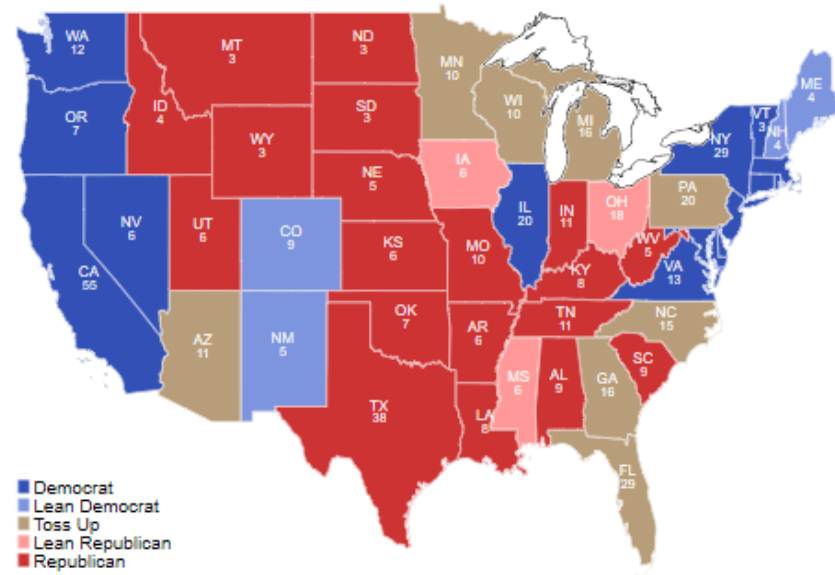 WA
12
OR
7
CA
55
NV
6
ID
4
MT
3
WY
3
UT
6
AZ
11
CO
9
NM
5
ND
3
SD
3
NE
5
KS
6
OK
7
TX
38
MN
10
IA
6
MO
10
AR
6
LA
8
WI
10
IL
20
MI
16
IN
11
OH
18
KY
8
TN
11
MS
6
AL
9
GA
16
FL
29
SC
9
NC
15
VA
13
WV
5
PA
20
NY
29
VT
3
NH
4
ME
4
Democrat
Lean Democrat
Toss Up
Lean Republican
Republican